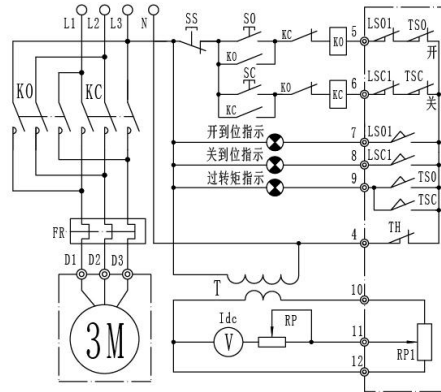 L1 L2 L3 N
SS SO KC KO 5 LSO1 TSO
KO 开
SC KO KC 6 LSC1 TSC
KC 关
KO KC
开到位指示 7 LSO1
关到位指示 8 LSC1
过转矩指示 9 TSO
TSC
FR 4 TH
D1 D2 D3
T 10
3M
Idc RP
V 11 RP1
12